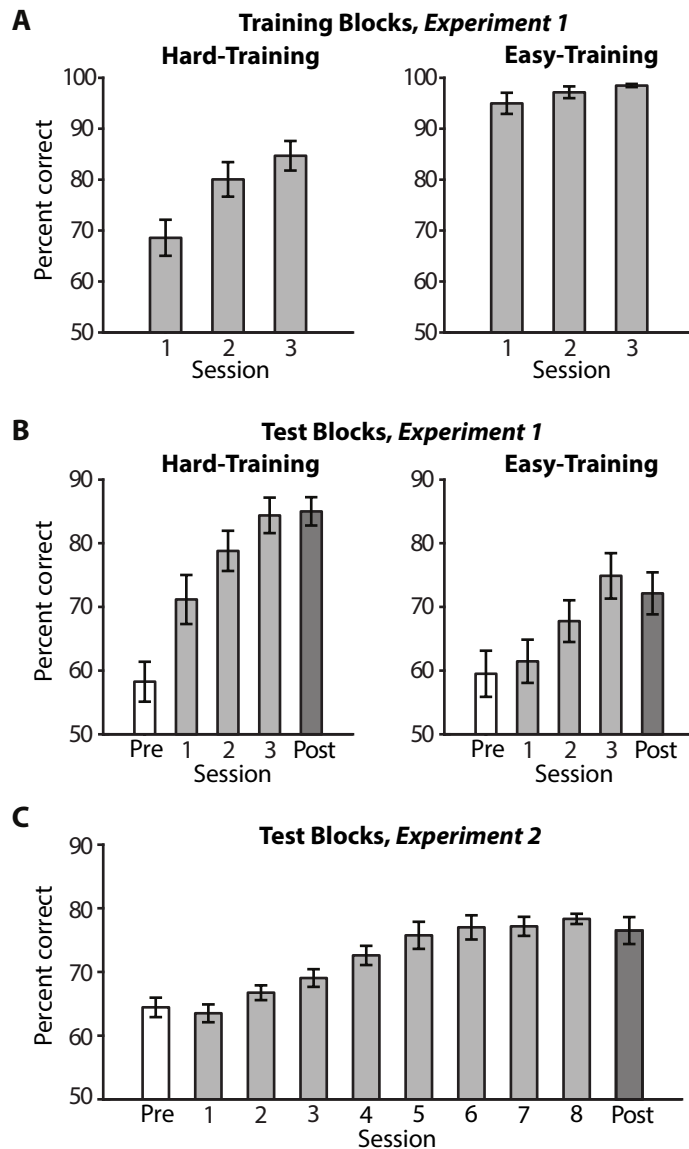 A
Training Blocks, Experiment 1
Hard-Training
Easy-Training
Percent correct
100
90
80
70
60
50
1 2 3
Session
100
90
80
70
60
50
1 2 3
Session
B
Test Blocks, Experiment 1
Hard-Training
Easy-Training
Percent correct
90
80
70
60
50
Pre 1 2 3 Post
Session
90
80
70
60
50
Pre 1 2 3 Post
Session
C
Test Blocks, Experiment 2
Percent correct
90
80
70
60
50
Pre 1 2 3 4 5 6 7 8 Post
Session